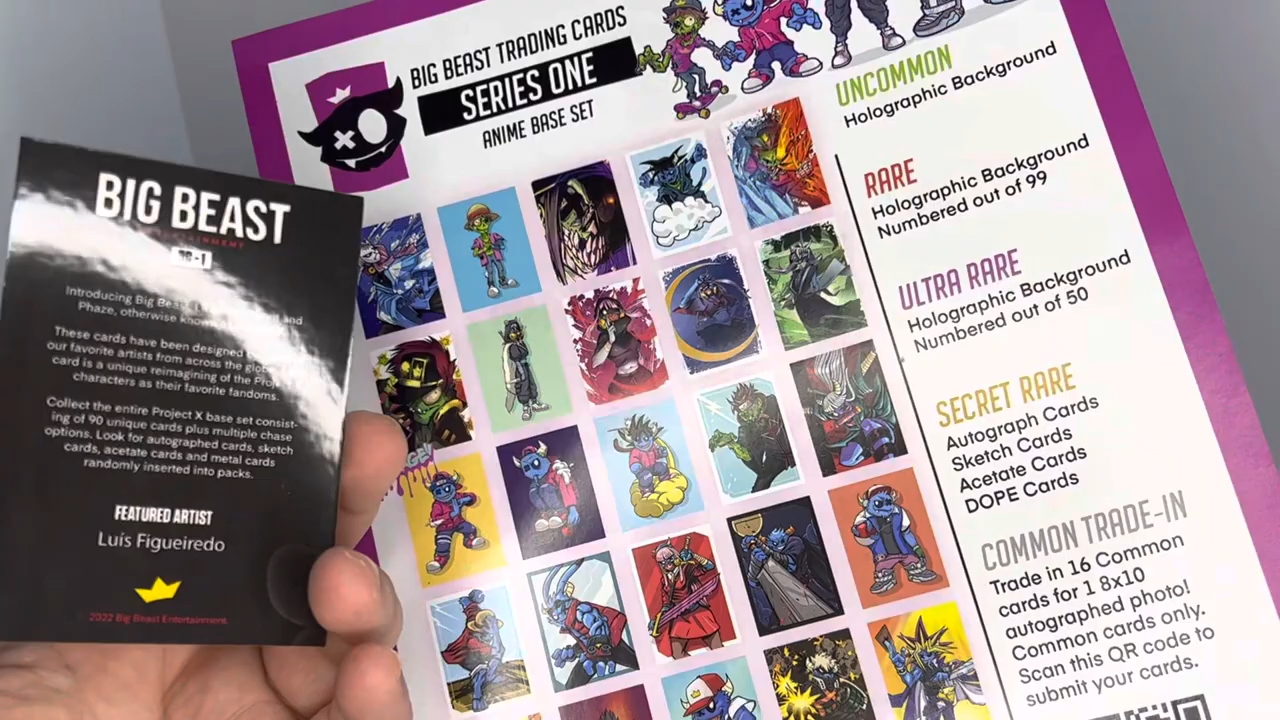 BIG BEAST
ENTERTAINMENT
Introducing Big Beast
Phaze, otherwise known
These cards have been designed
our favorite artists from across the
card is a unique reimagining of the
characters as their favorite fandoms.
Collect the entire Project X base set consist-
ing of 90 unique cards plus multiple chase
options. Look for autographed cards, sketch
cards, acetate cards and metal cards
randomly inserted into packs.
FEATURED ARTIST
Luís Figueiredo
2022 Big Beast Entertainment.
BIG BEAST TRADING CARDS
SERIES ONE
ANIME BASE SET
UNCOMMON
Holographic Background
RARE
Holographic Background
Numbered out of 99
ULTRA RARE
Holographic Background
Numbered out of 50
SECRET RARE
Autograph Cards
Sketch Cards
Acetate Cards
DOPE Cards
COMMON TRADE-IN
Trade in 16 Common
cards for 1 8x10
autographed photo!
Common cards only.
Scan this QR code to
submit your cards.